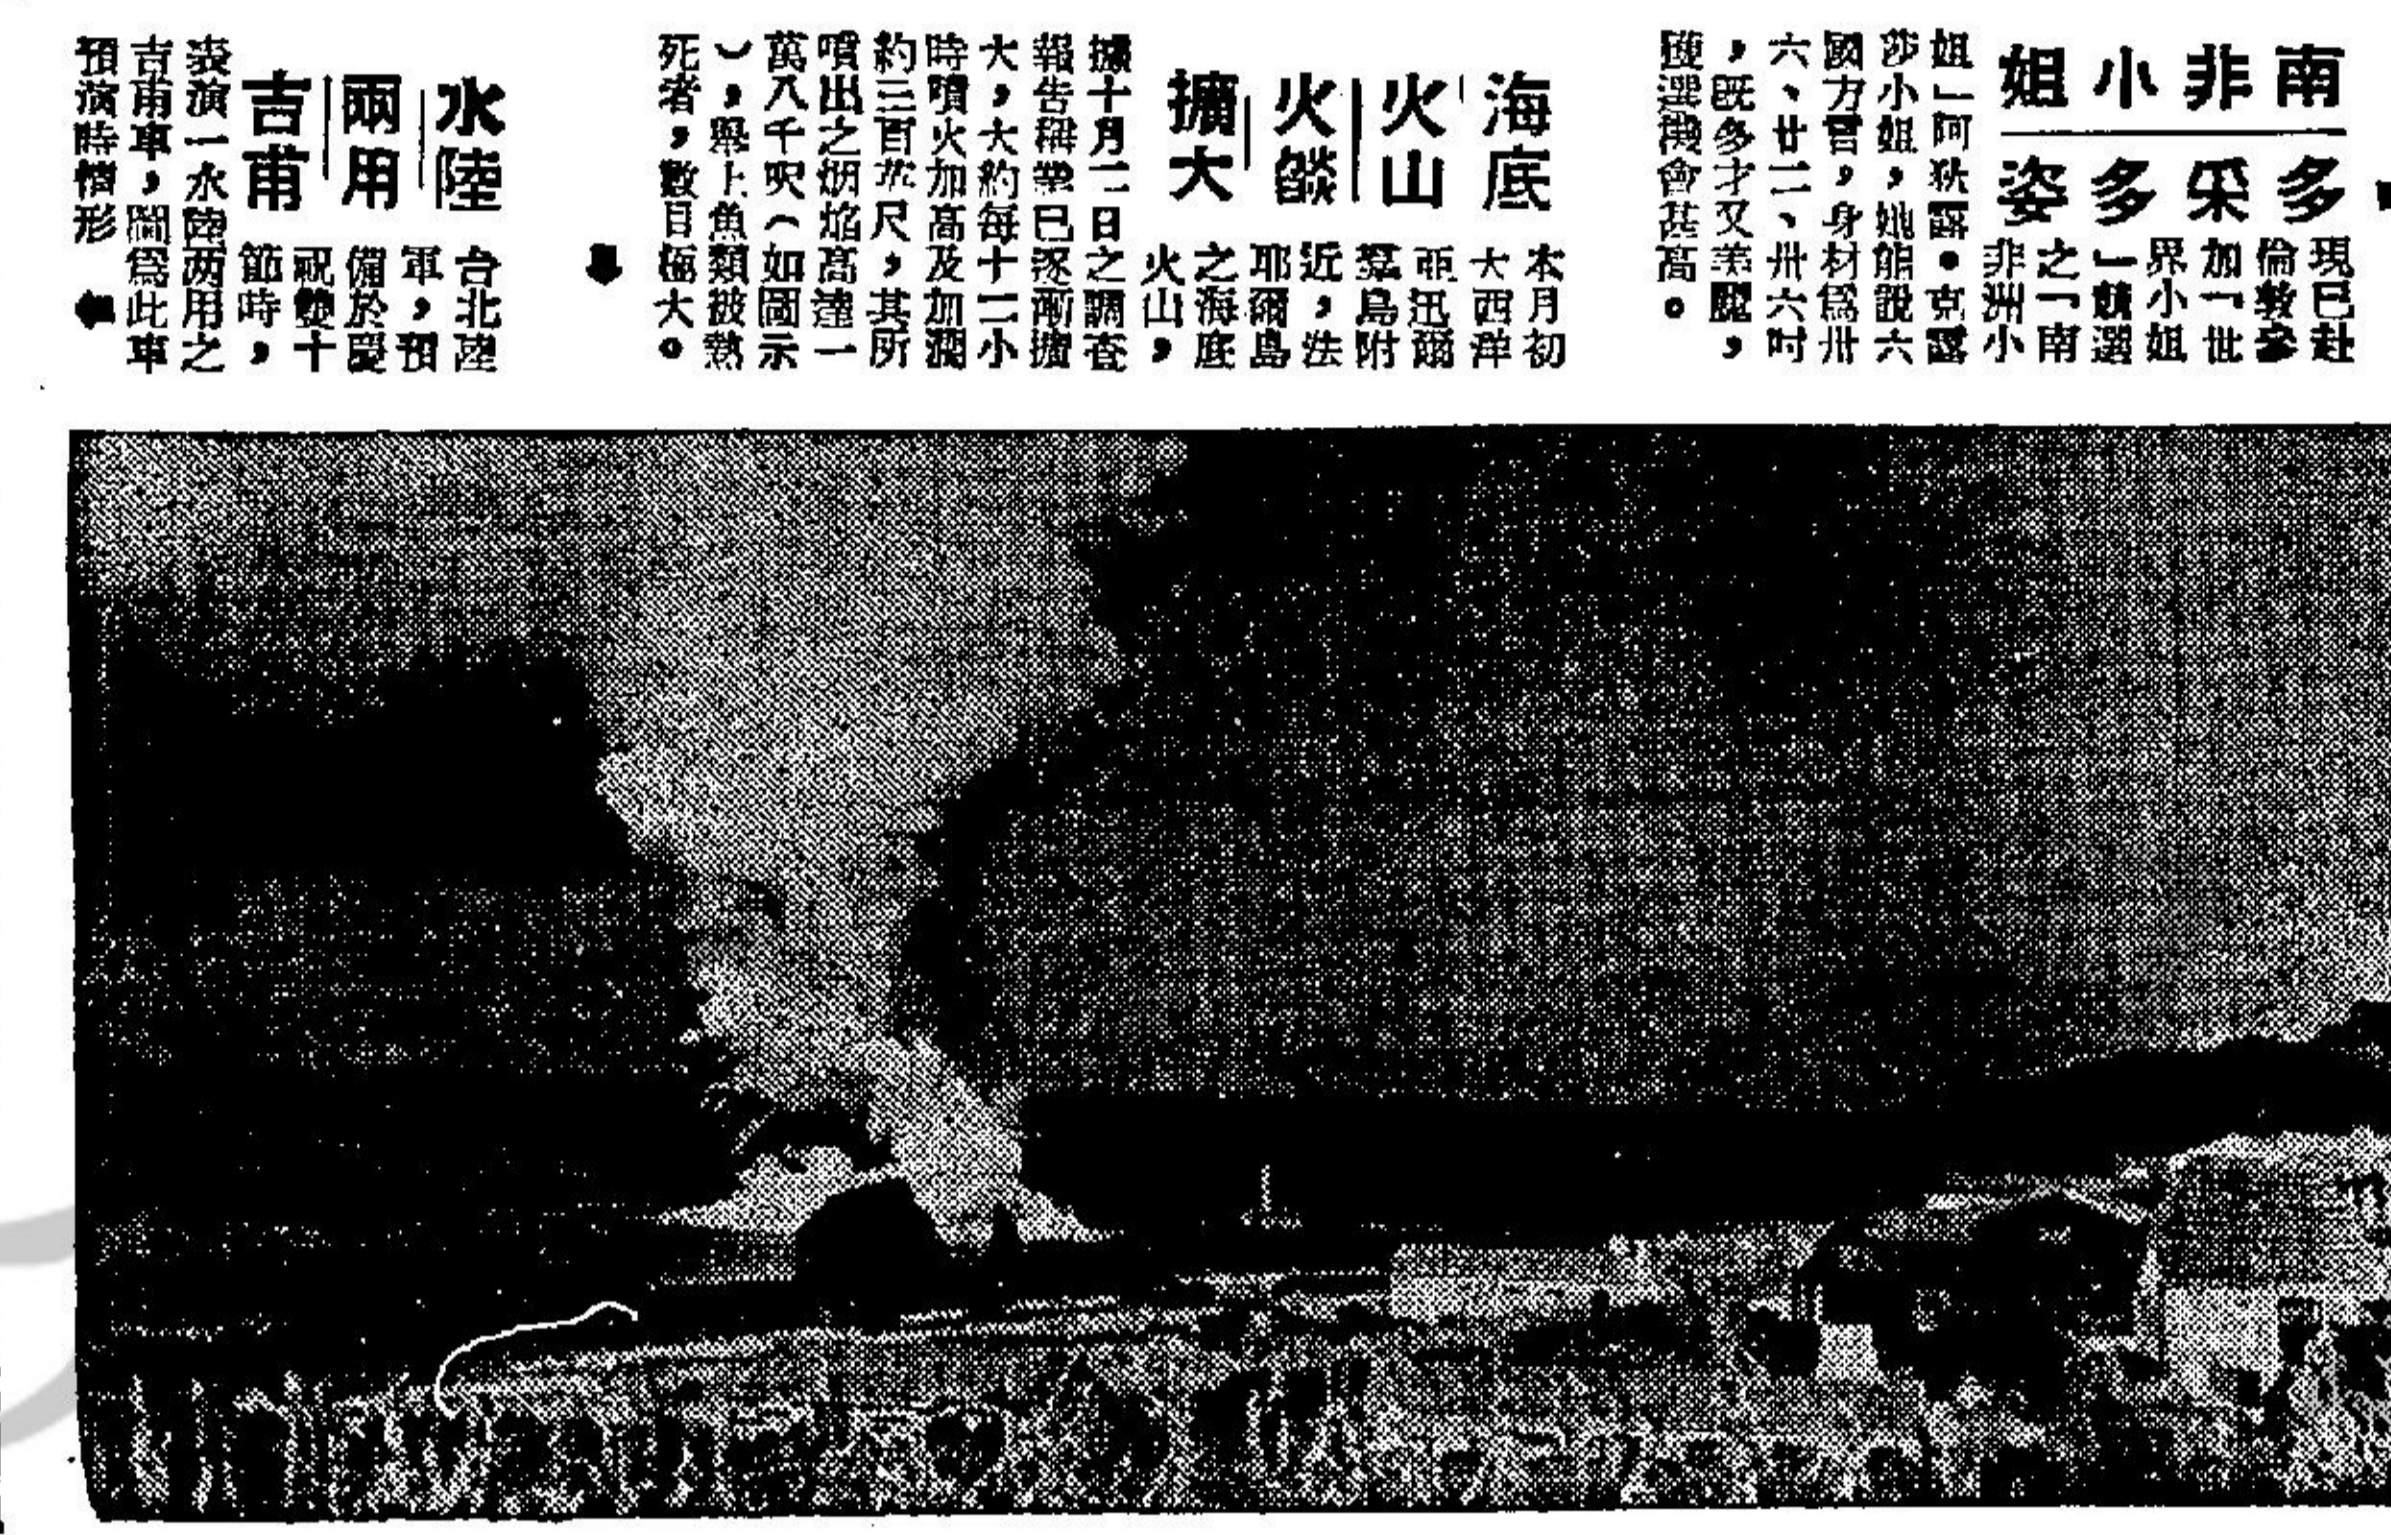 南非小姐
多采多姿
現已赴
倫敦參
加「世
界小姐
」競選
之「南
非洲小
姐」阿狄露•克露
莎小姐，她能說六
國方言，身材爲卅
六、廿二、卅六吋
，既多才又美麗，
獲選機會甚高。
海底
火山
火燄
擴大
本月初
大西洋
亞迅爾
羣島附
近，法
耶爾島
之海底
火山，
據十月二日之調查
報告稱業已逐漸擴
大，大約每十二小
時噴火加高及加濶
約三百英尺，其所
噴出之烟焰高達一
萬八千呎（如圖示
），舉上魚類被熱
死者，數目極大。
水陸
兩用
吉甫
台北陸
軍，預
備於慶
祝雙十
節時，
表演一水陸两用之
吉甫車，圖爲此車
預演時情形